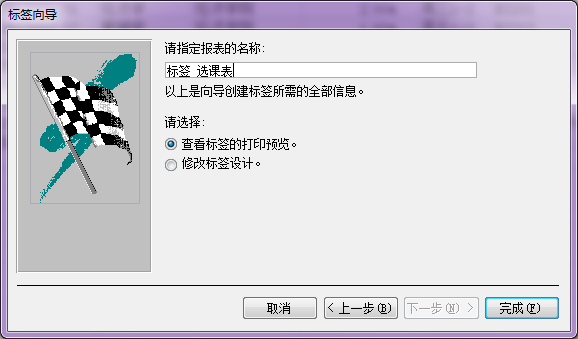 标签向导
请指定报表的名称:
标签 选课表
以上是向导创建标签所需的全部信息。
请选择:
查看标签的打印预览。
修改标签设计。
取消
< 上一步(B)
下一步(N) >
完成(F)